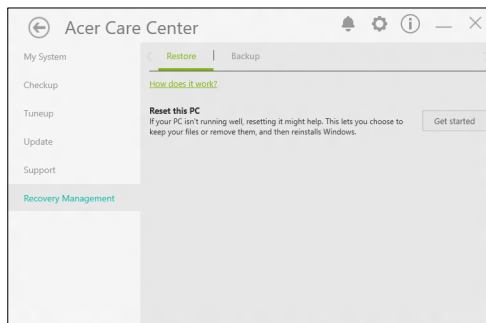 Acer Care Center
My System
Checkup
Tuneup
Update
Support
Recovery Management
Restore
Backup
How does it work?
Reset this PC
If your PC isn't running well, resetting it might help. This lets you choose to
keep your files or remove them, and then reinstalls Windows.
Get started